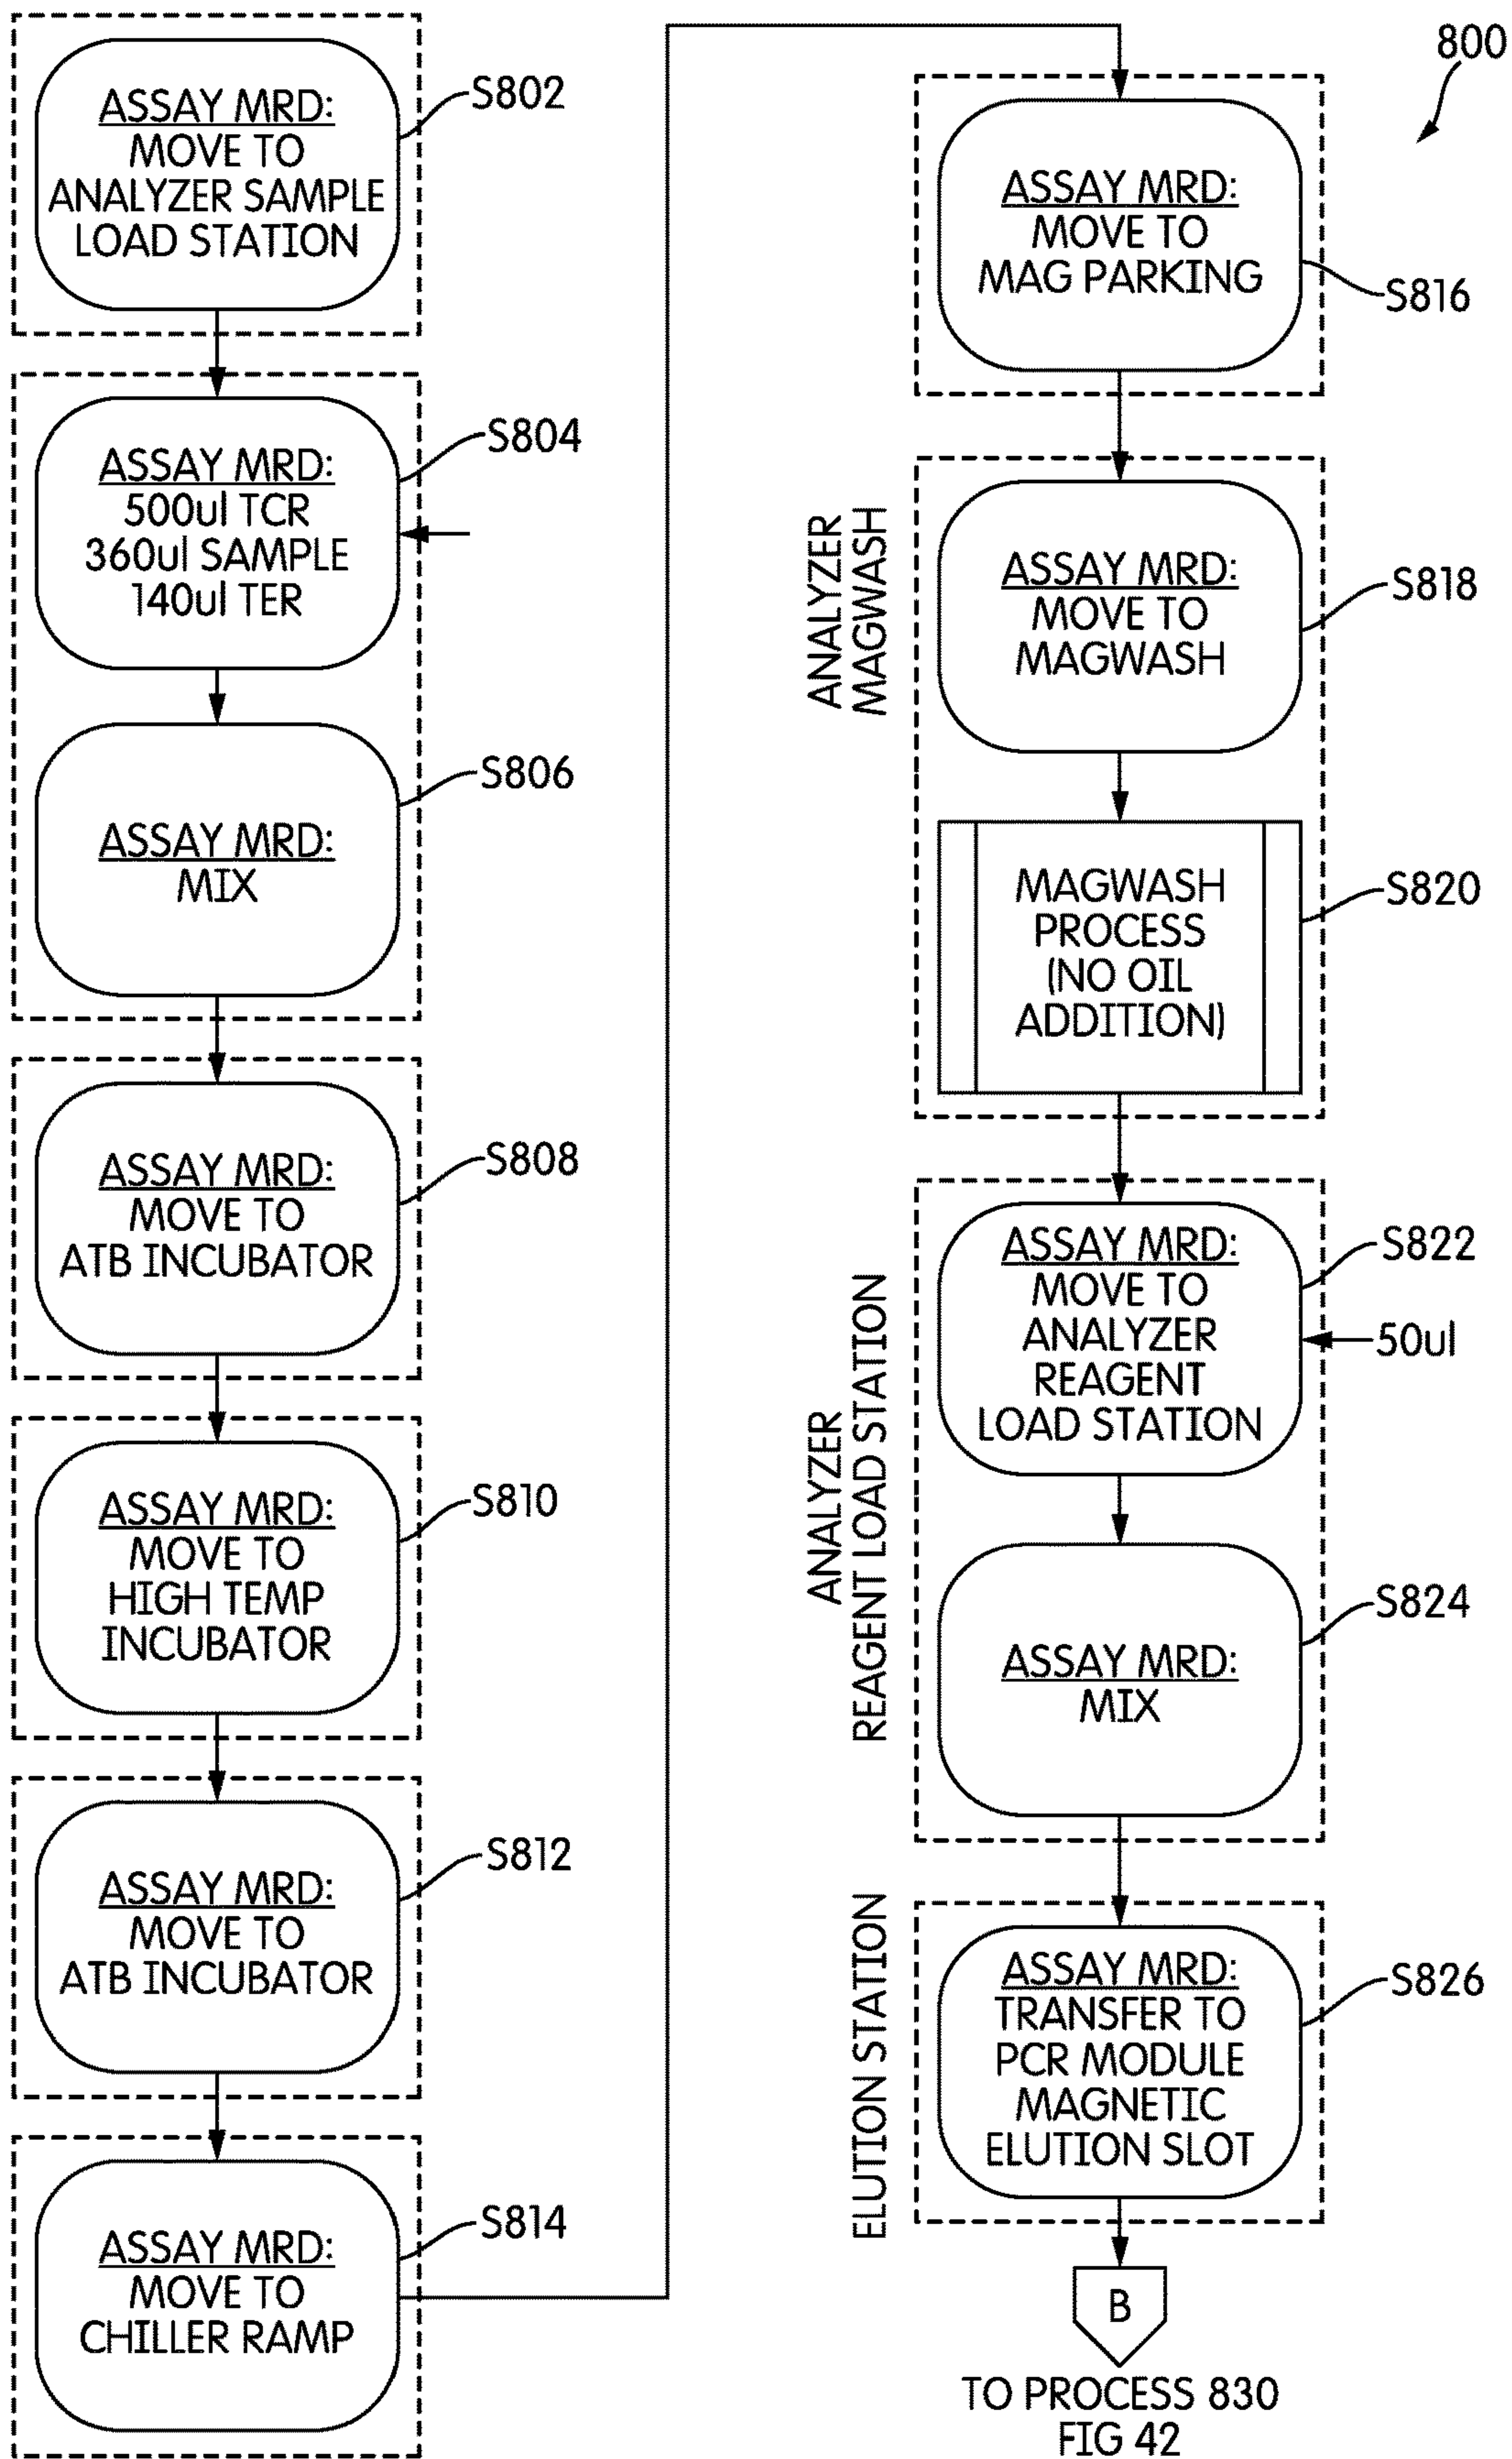 800
ASSAY MRD:
MOVE TO
ANALYZER SAMPLE
LOAD STATION
S802
ASSAY MRD:
500ul TCR
360ul SAMPLE
140ul TER
S804
ASSAY MRD:
MIX
S806
ASSAY MRD:
MOVE TO
ATB INCUBATOR
S808
ASSAY MRD:
MOVE TO
HIGH TEMP
INCUBATOR
S810
ASSAY MRD:
MOVE TO
ATB INCUBATOR
S812
ASSAY MRD:
MOVE TO
CHILLER RAMP
S814
ASSAY MRD:
MOVE TO
MAG PARKING
S816
ANALYZER
MAGWASH
ASSAY MRD:
MOVE TO
MAGWASH
S818
MAGWASH
PROCESS
(NO OIL
ADDITION)
S820
ANALYZER
REAGENT LOAD STATION
ASSAY MRD:
MOVE TO
ANALYZER
REAGENT
LOAD STATION
S822
50ul
ASSAY MRD:
MIX
S824
ELUTION STATION
ASSAY MRD:
TRANSFER TO
PCR MODULE
MAGNETIC
ELUTION SLOT
S826
B
TO PROCESS 830
FIG 42